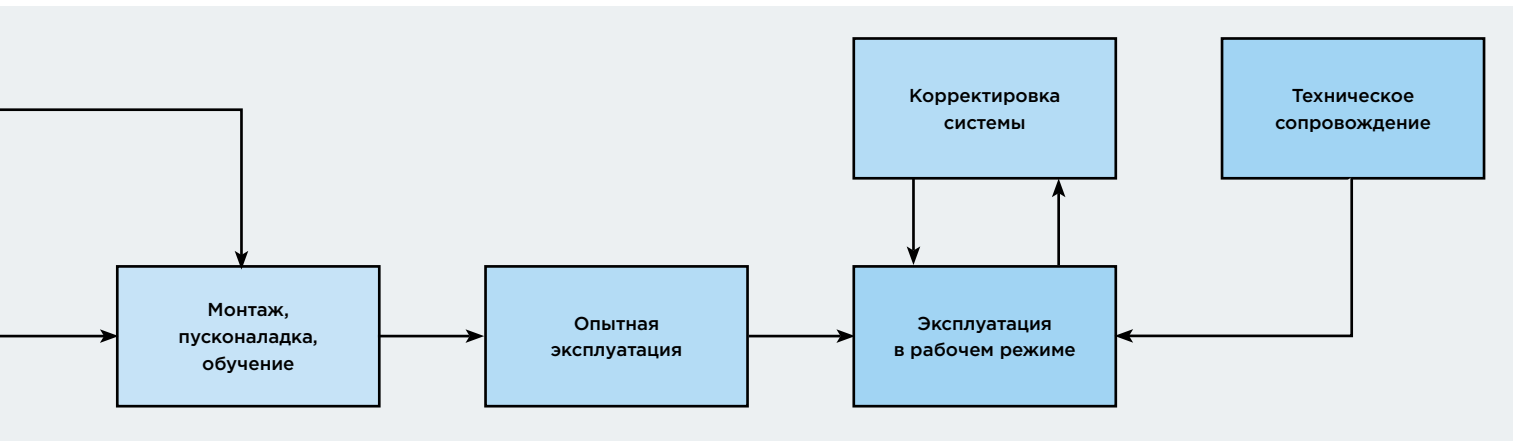 Корректировка
системы
Техническое
сопровождение
Монтаж,
пусконаладка,
обучение
Опытная
эксплуатация
Эксплуатация
в рабочем режиме